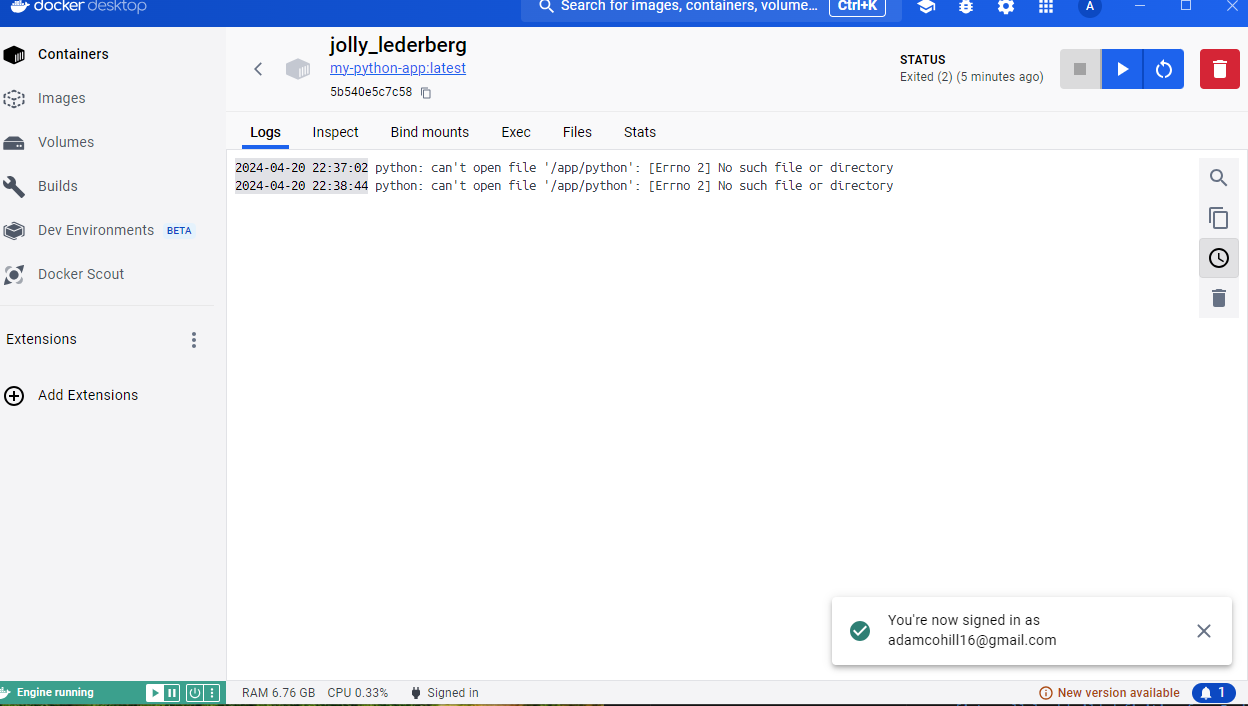 docker desktop
Search for images, containers, volume... Ctrl+K
A
Containers
Images
Volumes
Builds
Dev Environments BETA
Docker Scout
Extensions
Add Extensions
jolly_lederberg
my-python-app:latest
5b540e5c7c58
STATUS
Exited (2) (5 minutes ago)
Logs Inspect Bind mounts Exec Files Stats
2024-04-20 22:37:02 python: can't open file '/app/python': [Errno 2] No such file or directory
2024-04-20 22:38:44 python: can't open file '/app/python': [Errno 2] No such file or directory
You're now signed in as
adamcohill16@gmail.com
Engine running
RAM 6.76 GB CPU 0.33% Signed in
New version available
1